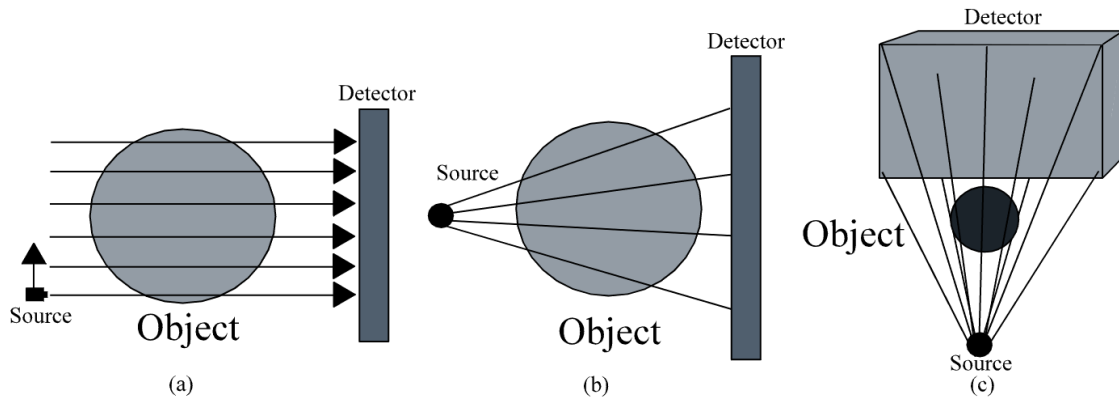 Detector
Source
Object
(a)
Detector
Source
Object
(b)
Detector
Object
Source
(c)